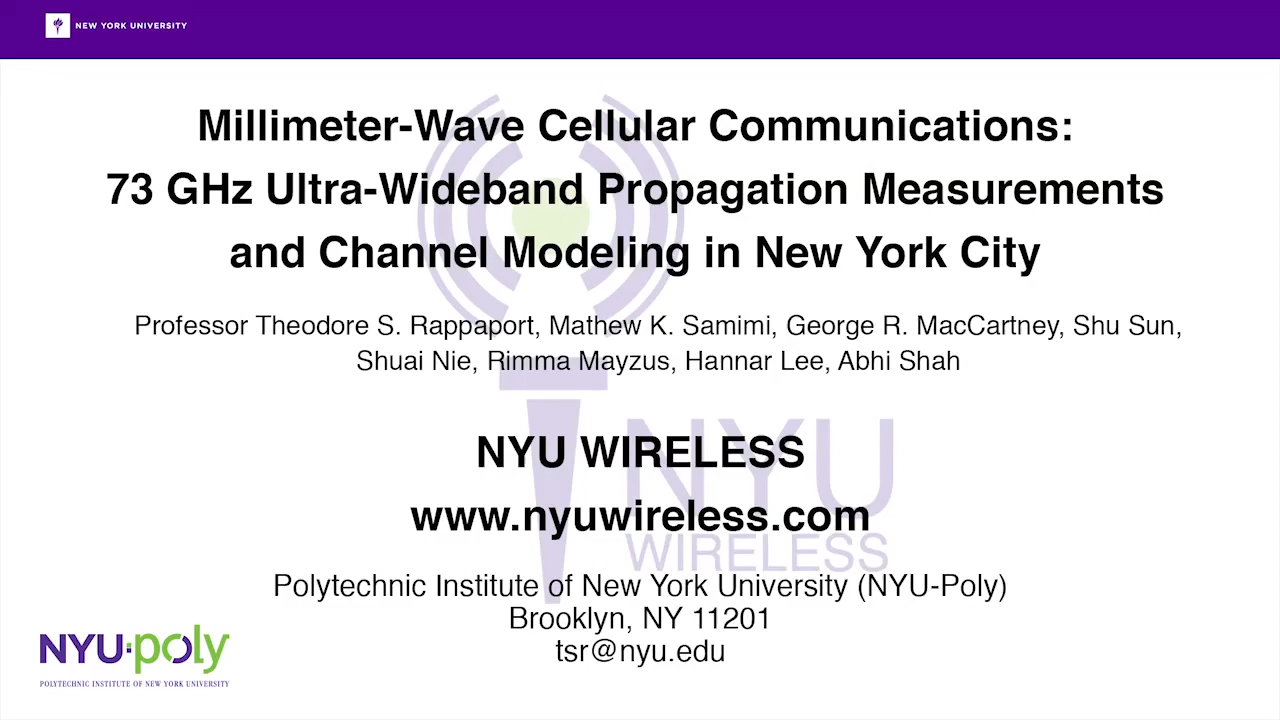 NEW YORK UNIVERSITY
Millimeter-Wave Cellular Communications:
73 GHz Ultra-Wideband Propagation Measurements
and Channel Modeling in New York City
Professor Theodore S. Rappaport, Mathew K. Samimi, George R. MacCartney, Shu Sun,
Shuai Nie, Rimma Mayzus, Hannar Lee, Abhi Shah
NYU WIRELESS
www.nyuwireless.com
NYU
WIRELESS
Polytechnic Institute of New York University (NYU-Poly)
Brooklyn, NY 11201
tsr@nyu.edu
NYU·poly
POLYTECHNIC INSTITUTE OF NEW YORK UNIVERSITY